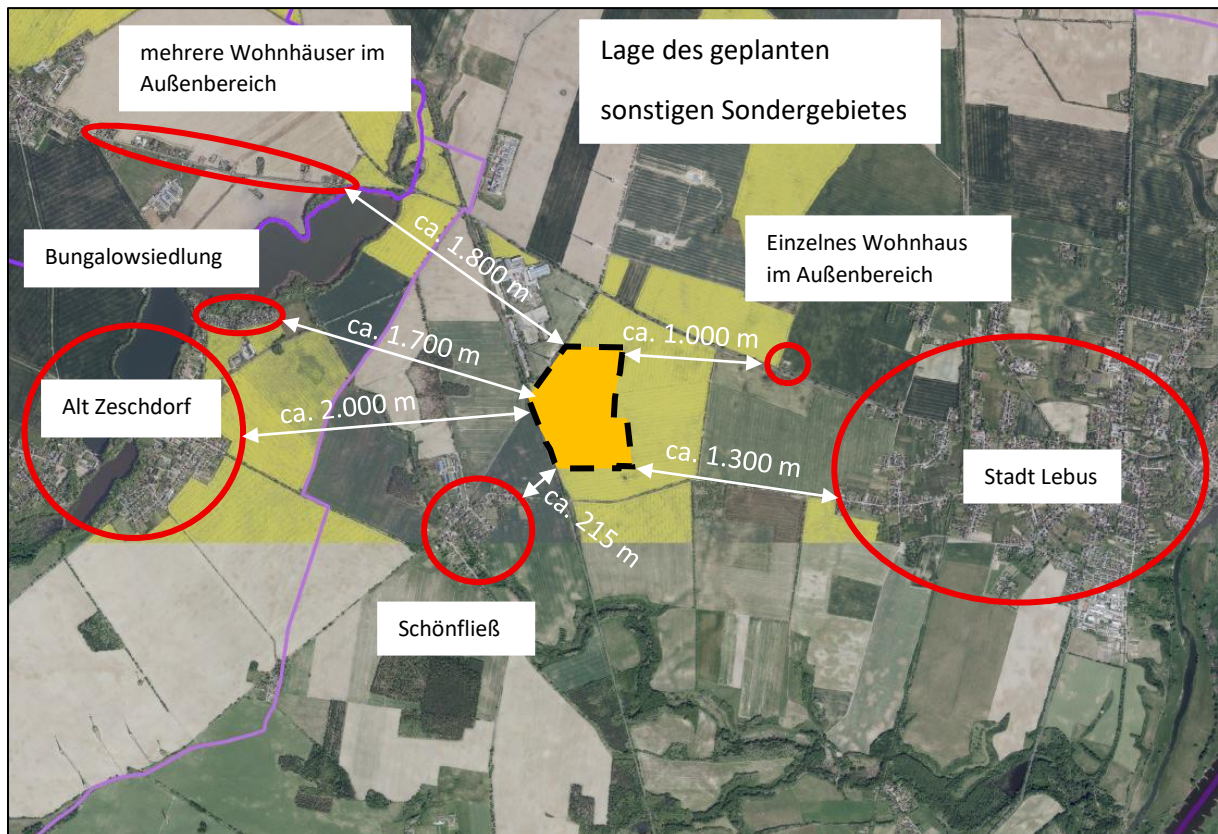 mehrere Wohnhäuser im
Außenbereich
Lage des geplanten
sonstigen Sondergebietes
Bungalowsiedlung
ca. 1.800 m
Einzelnes Wohnhaus
im Außenbereich
ca. 1.700 m
ca. 1.000 m
Alt Zeschdorf
ca. 2.000 m
ca. 1.300 m
Stadt Lebus
ca. 215 m
Schönfließ